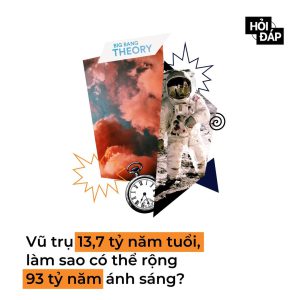 HỎI/
ĐÁP
BIG BANG
THEORY
Vũ trụ 13,7 tỷ năm tuổi,
làm sao có thể rộng
93 tỷ năm ánh sáng?